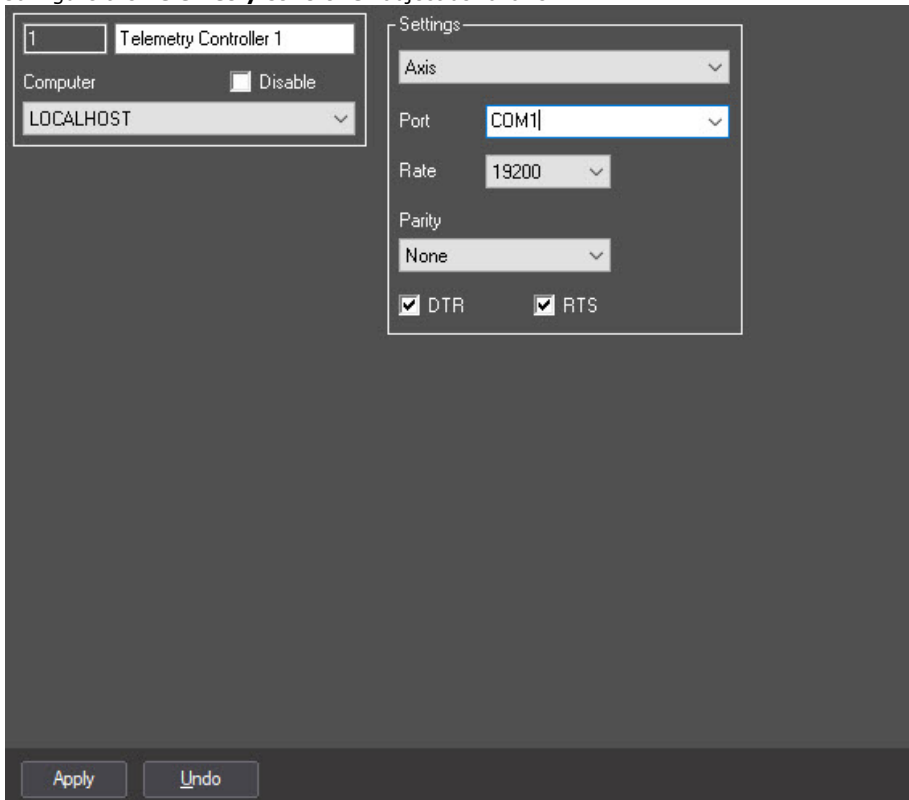 1
Telemetry Controller 1
Computer
Disable
LOCALHOST
Settings
Axis
Port
COM1
Rate
19200
Parity
None
DTR
RTS
Apply
Undo